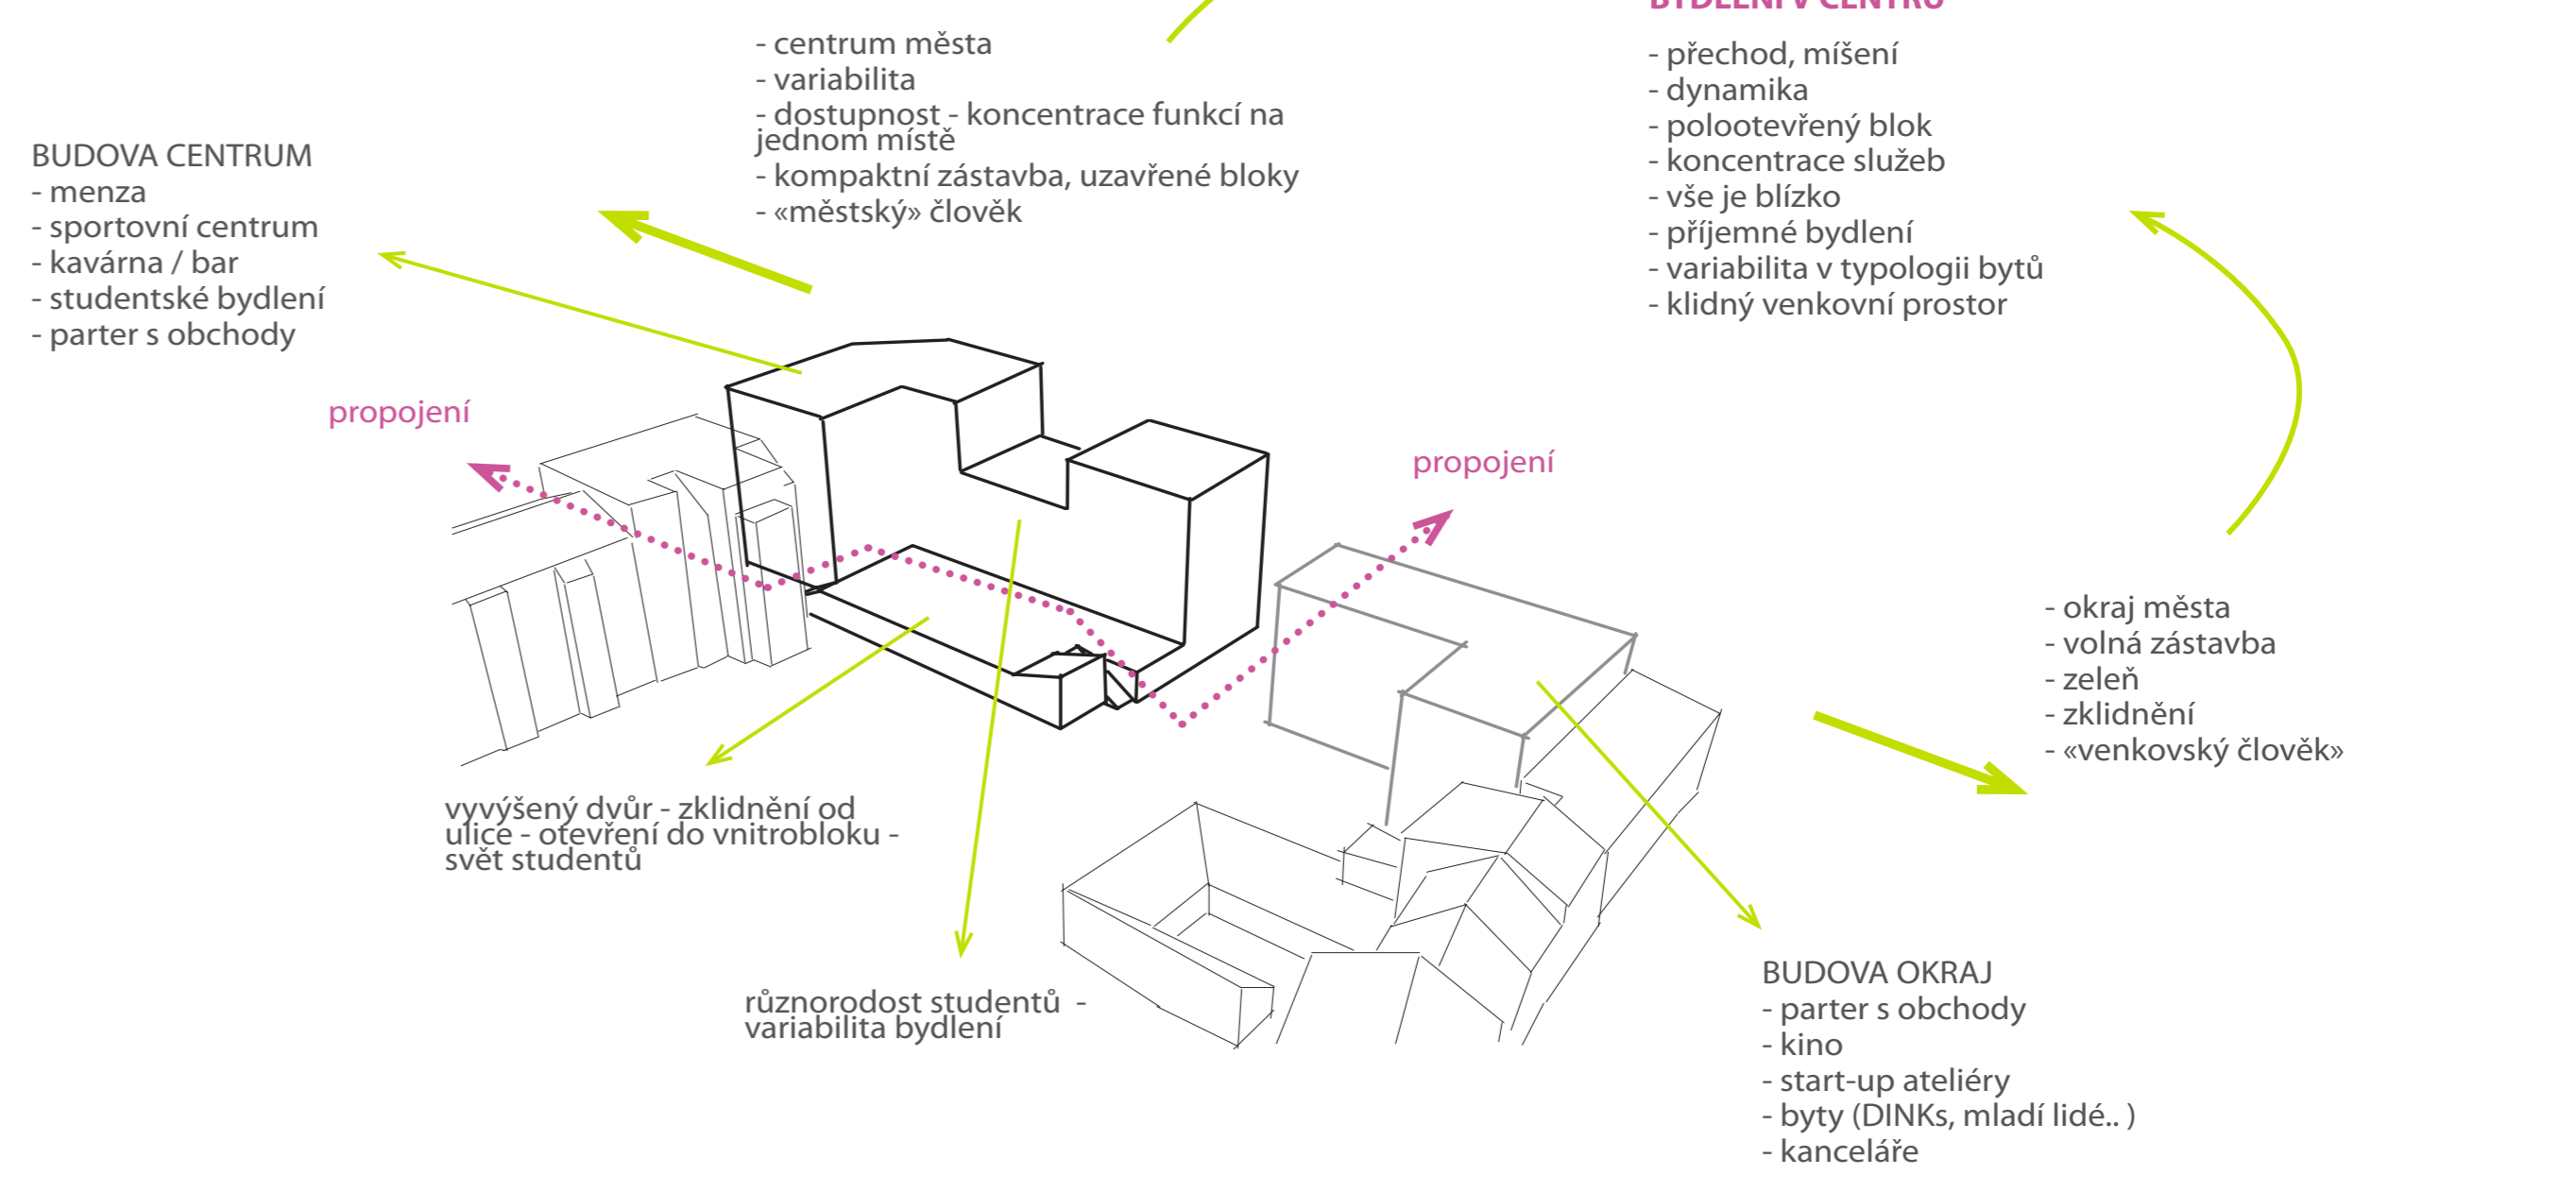 BYDLENÍ V CENTRU
- centrum města
- variabilita
- dostupnost - koncentrace funkcí na
jednom místě
- kompaktní zástavba, uzavřené bloky
- «městský» člověk
- přechod, míšení
- dynamika
- polootevřený blok
- koncentrace služeb
- vše je blízko
- příjemné bydlení
- variabilita v typologii bytů
- klidný venkovní prostor
BUDOVA CENTRUM
- menza
- sportovní centrum
- kavárna / bar
- studentské bydlení
- parter s obchody
propojení
propojení
- okraj města
- volná zástavba
- zeleň
- zklidnění
- «venkovský člověk»
vyvýšený dvůr - zklidnění od
ulice - otevření do vnitrobloku -
svět studentů
různorodost studentů -
variabilita bydlení
BUDOVA OKRAJ
- parter s obchody
- kino
- start-up ateliéry
- byty (DINKs, mladí lidé.. )
- kanceláře